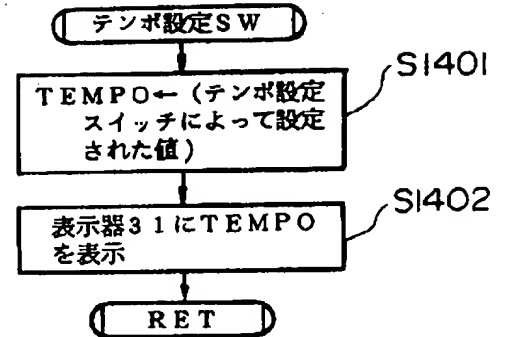 テンポ設定SW
TEMPO←(テンポ設定
スイッチによって設定
された値)
S1401
表示器31にTEMPO
を表示
S1402
RET